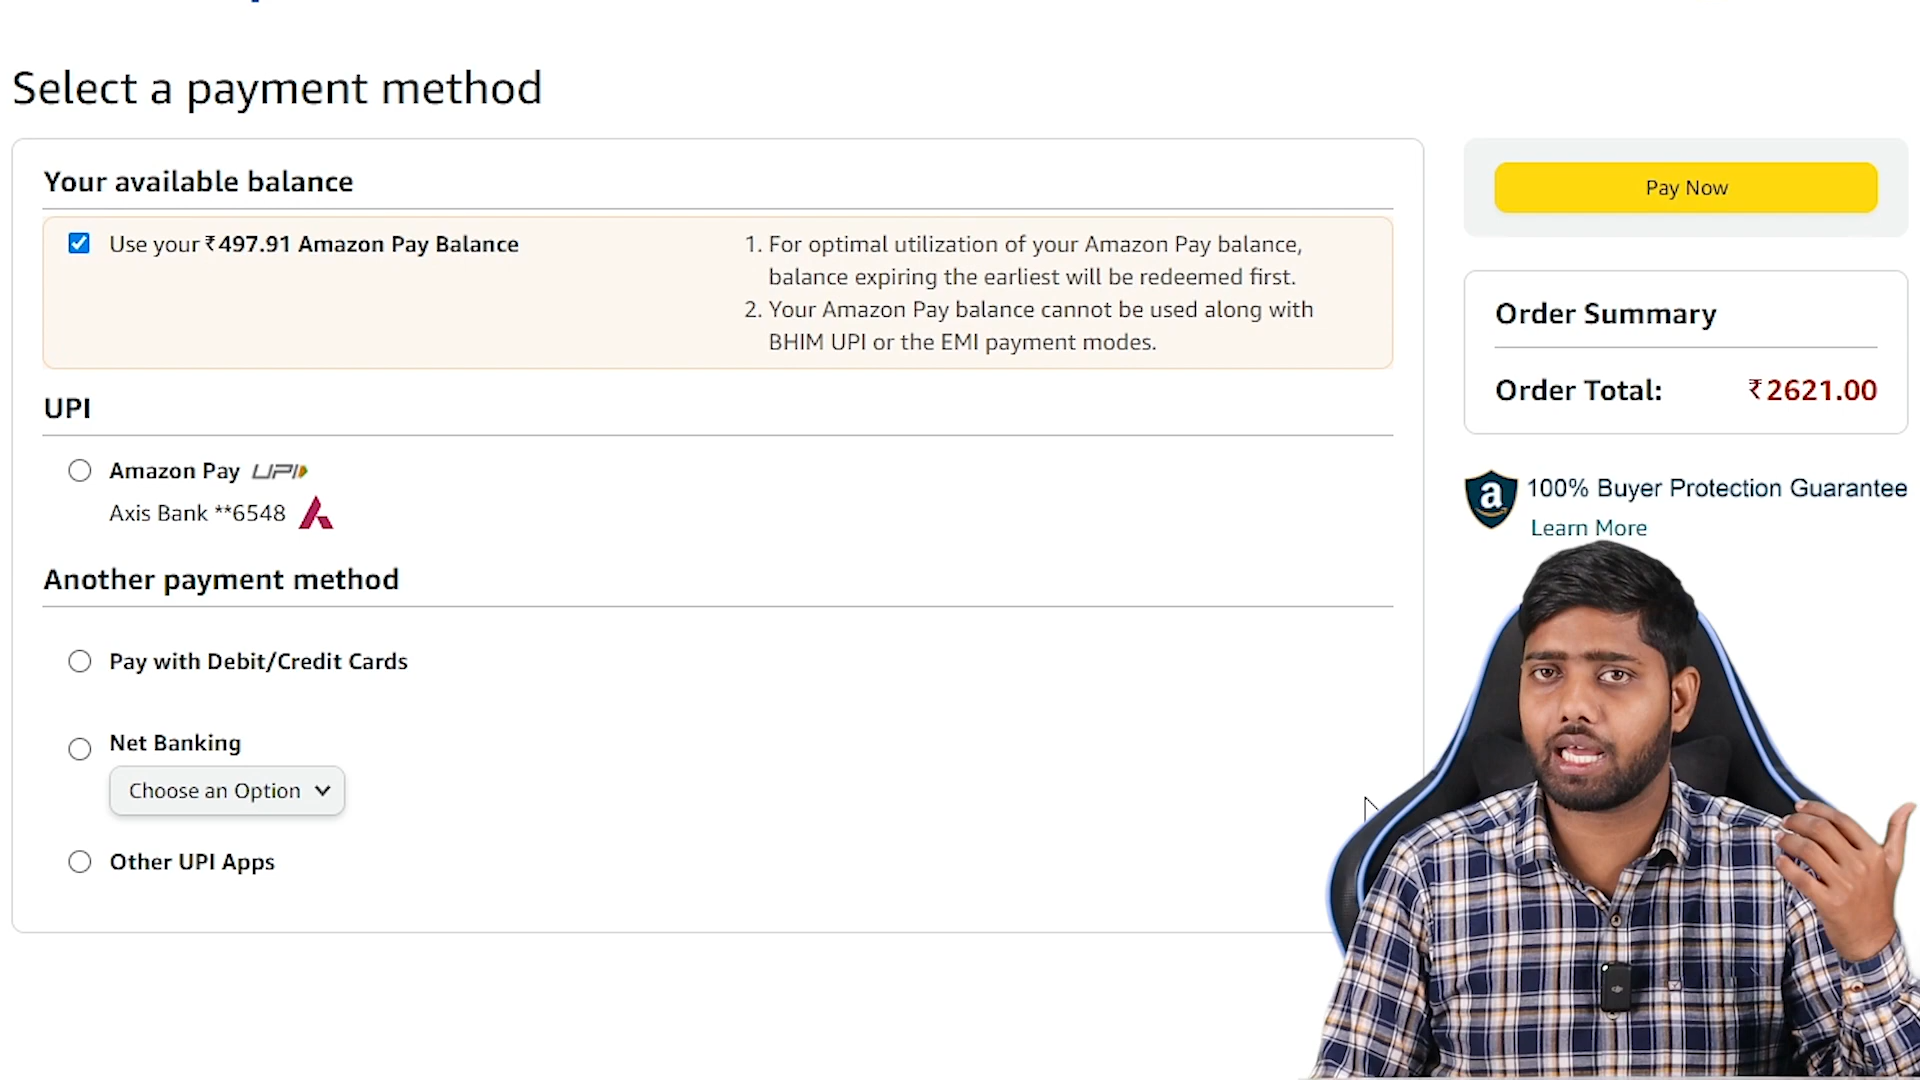 Select a payment method
Your available balance
Use your ₹497.91 Amazon Pay Balance
1. For optimal utilization of your Amazon Pay balance,
balance expiring the earliest will be redeemed first.
2. Your Amazon Pay balance cannot be used along with
BHIM UPI or the EMI payment modes.
UPI
Amazon Pay UPI
Axis Bank **6548
Another payment method
Pay with Debit/Credit Cards
Net Banking
Choose an Option
Other UPI Apps
Pay Now
Order Summary
Order Total: ₹2621.00
a 100% Buyer Protection Guarantee
Learn More